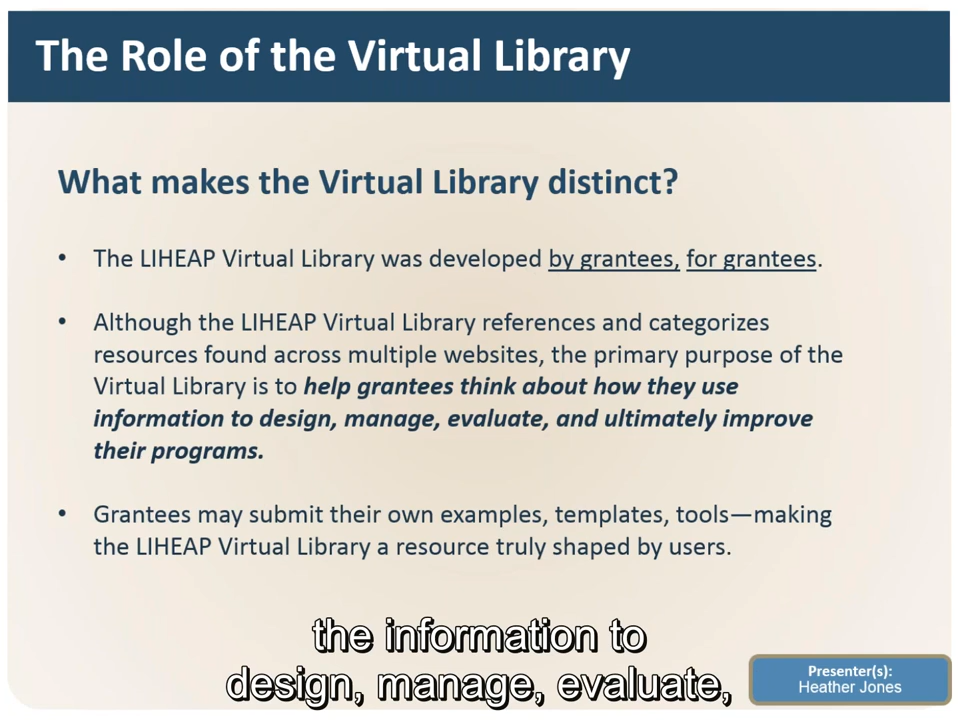 The Role of the Virtual Library
What makes the Virtual Library distinct?
• The LIHEAP Virtual Library was developed by grantees, for grantees.
• Although the LIHEAP Virtual Library references and categorizes
resources found across multiple websites, the primary purpose of the
Virtual Library is to help grantees think about how they use
information to design, manage, evaluate, and ultimately improve
their programs.
• Grantees may submit their own examples, templates, tools—making
the LIHEAP Virtual Library a resource truly shaped by users.
the information to
design, manage, evaluate,
Presenter(s):
Heather Jones